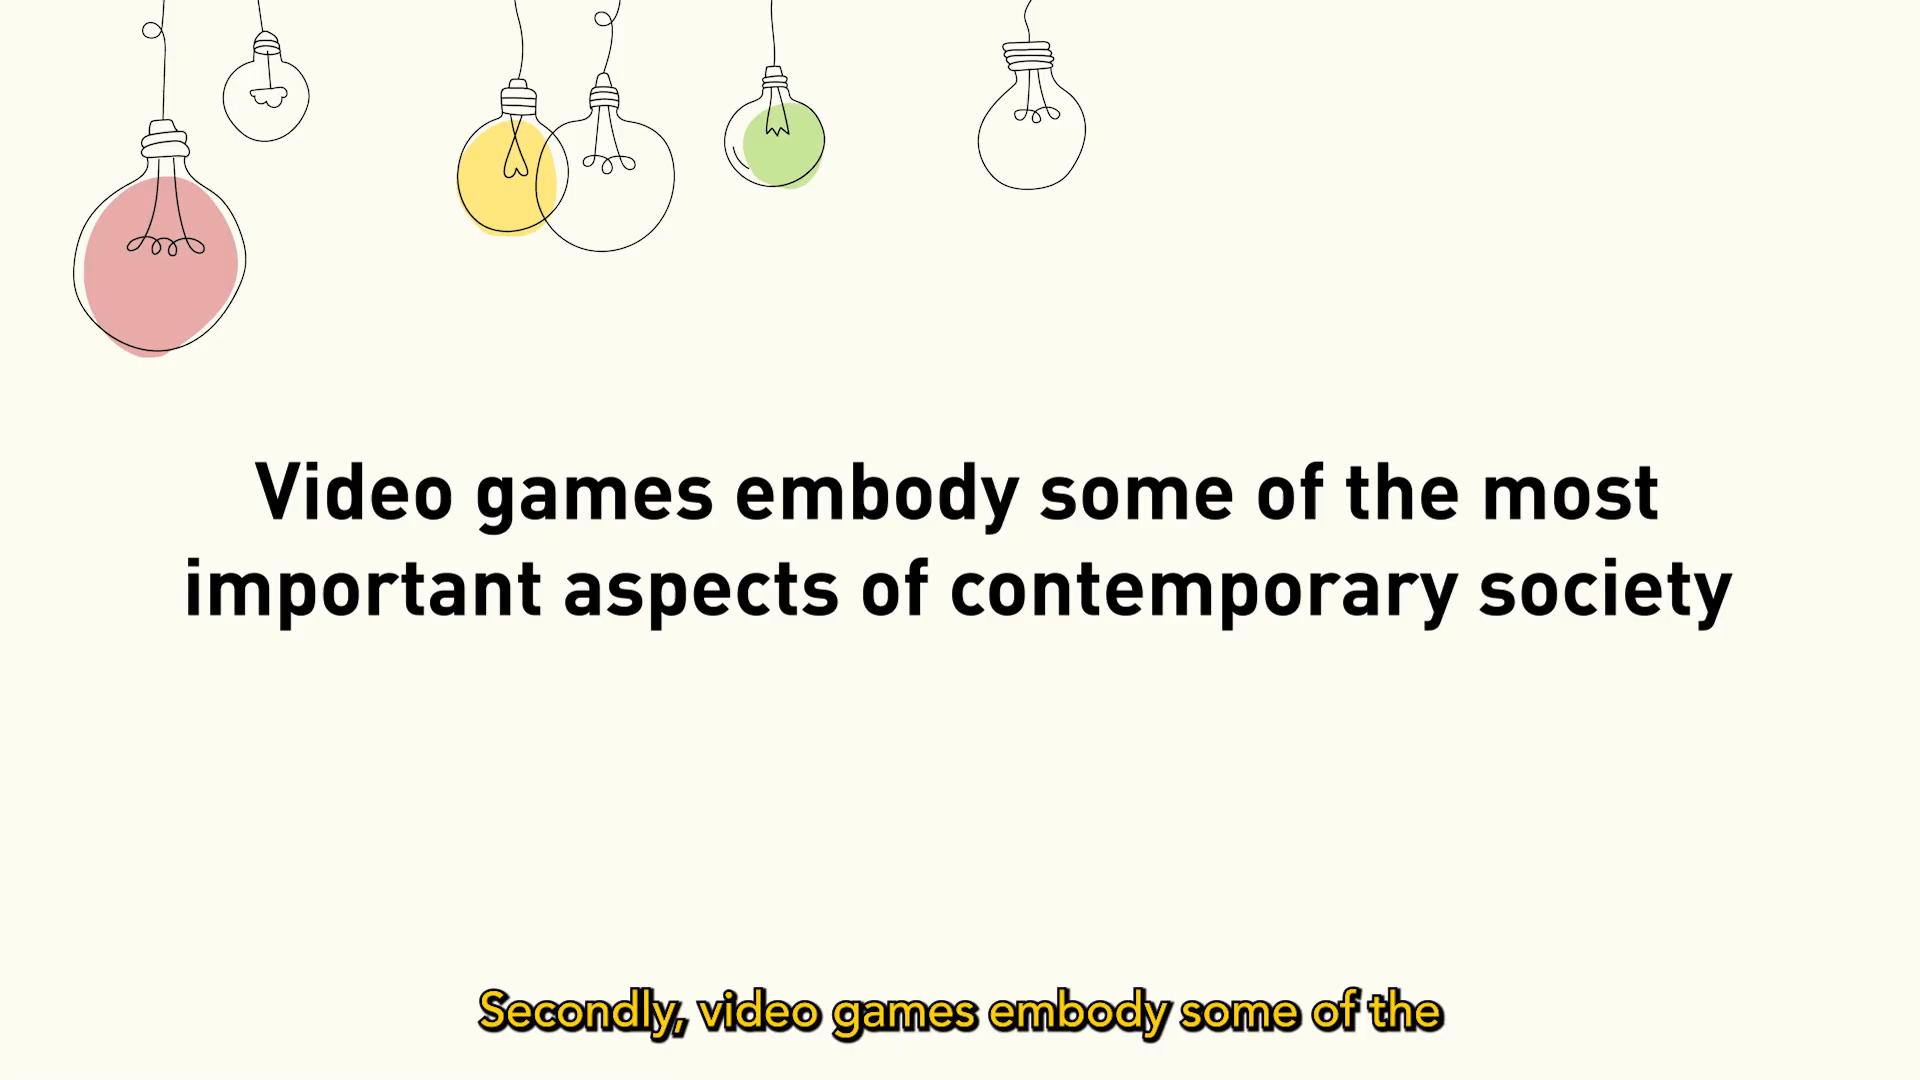 Video games embody some of the most
important aspects of contemporary society
Secondly, video games embody some of the